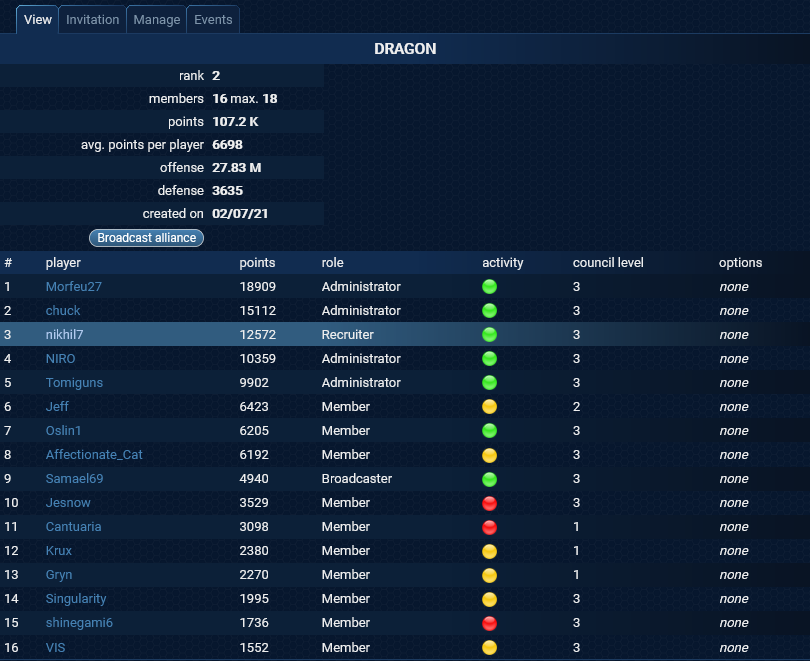 View Invitation Manage Events
DRAGON
rank 2
members 16 max. 18
points 107.2 K
avg. points per player 6698
offense 27.83 M
defense 3635
created on 02/07/21
Broadcast alliance
# player points role activity council level options
1 Morfeu27 18909 Administrator 3 none
2 chuck 15112 Administrator 3 none
3 nikhil7 12572 Recruiter 3 none
4 NIRO 10359 Administrator 3 none
5 Tomiguns 9902 Administrator 3 none
6 Jeff 6423 Member 2 none
7 Oslin1 6205 Member 3 none
8 Affectionate_Cat 6192 Member 3 none
9 Samael69 4940 Broadcaster 3 none
10 Jesnow 3529 Member 3 none
11 Cantuaria 3098 Member 1 none
12 Krux 2380 Member 1 none
13 Gryn 2270 Member 1 none
14 Singularity 1995 Member 3 none
15 shinegami6 1736 Member 3 none
16 VIS 1552 Member 3 none